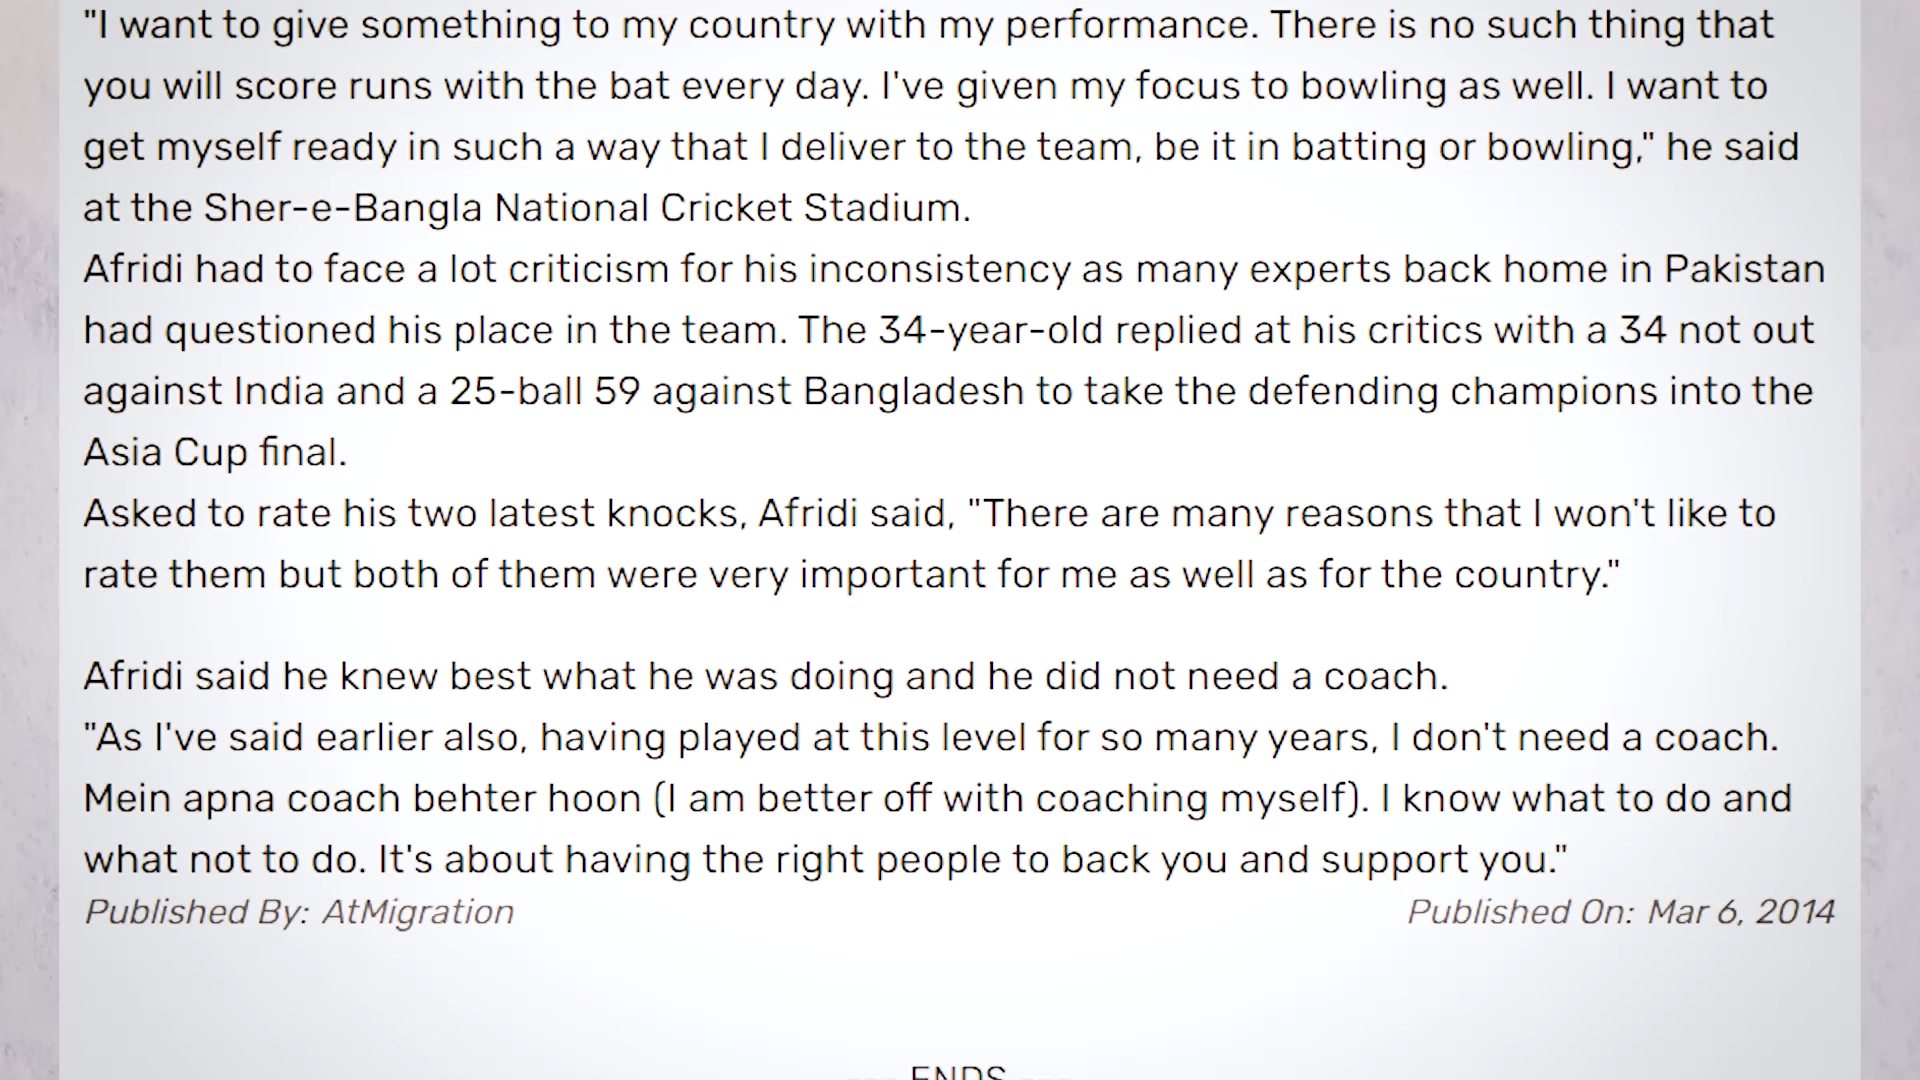 "I want to give something to my country with my performance. There is no such thing that
you will score runs with the bat every day. I've given my focus to bowling as well. I want to
get myself ready in such a way that I deliver to the team, be it in batting or bowling," he said
at the Sher-e-Bangla National Cricket Stadium.
Afridi had to face a lot criticism for his inconsistency as many experts back home in Pakistan
had questioned his place in the team. The 34-year-old replied at his critics with a 34 not out
against India and a 25-ball 59 against Bangladesh to take the defending champions into the
Asia Cup final.
Asked to rate his two latest knocks, Afridi said, "There are many reasons that I won't like to
rate them but both of them were very important for me as well as for the country."
Afridi said he knew best what he was doing and he did not need a coach.
"As I've said earlier also, having played at this level for so many years, I don't need a coach.
Mein apna coach behter hoon (I am better off with coaching myself). I know what to do and
what not to do. It's about having the right people to back you and support you."
Published By: AtMigration
Published On: Mar 6, 2014
--- ENDS ---